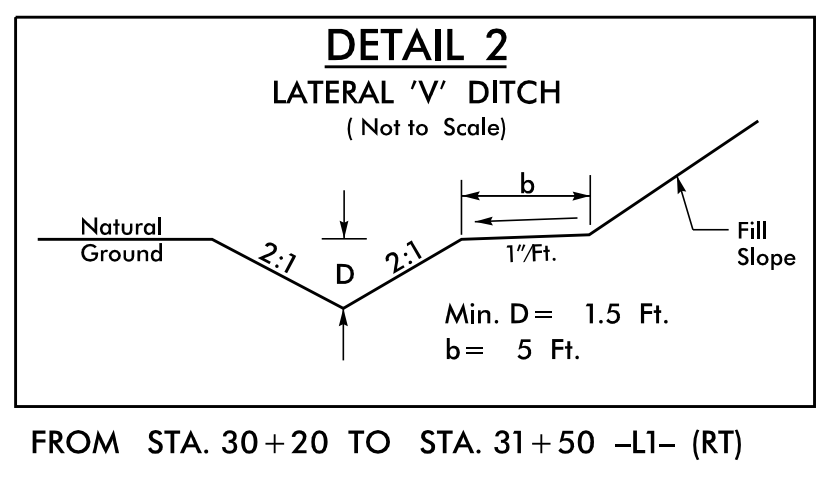 DETAIL 2
LATERAL 'V' DITCH
( Not to Scale)
b
Natural
Ground
2:1
D
2:1
1"/Ft.
Fill
Slope
Min. D= 1.5 Ft.
b= 5 Ft.
FROM STA. 30+20 TO STA. 31+50 -L1- (RT)